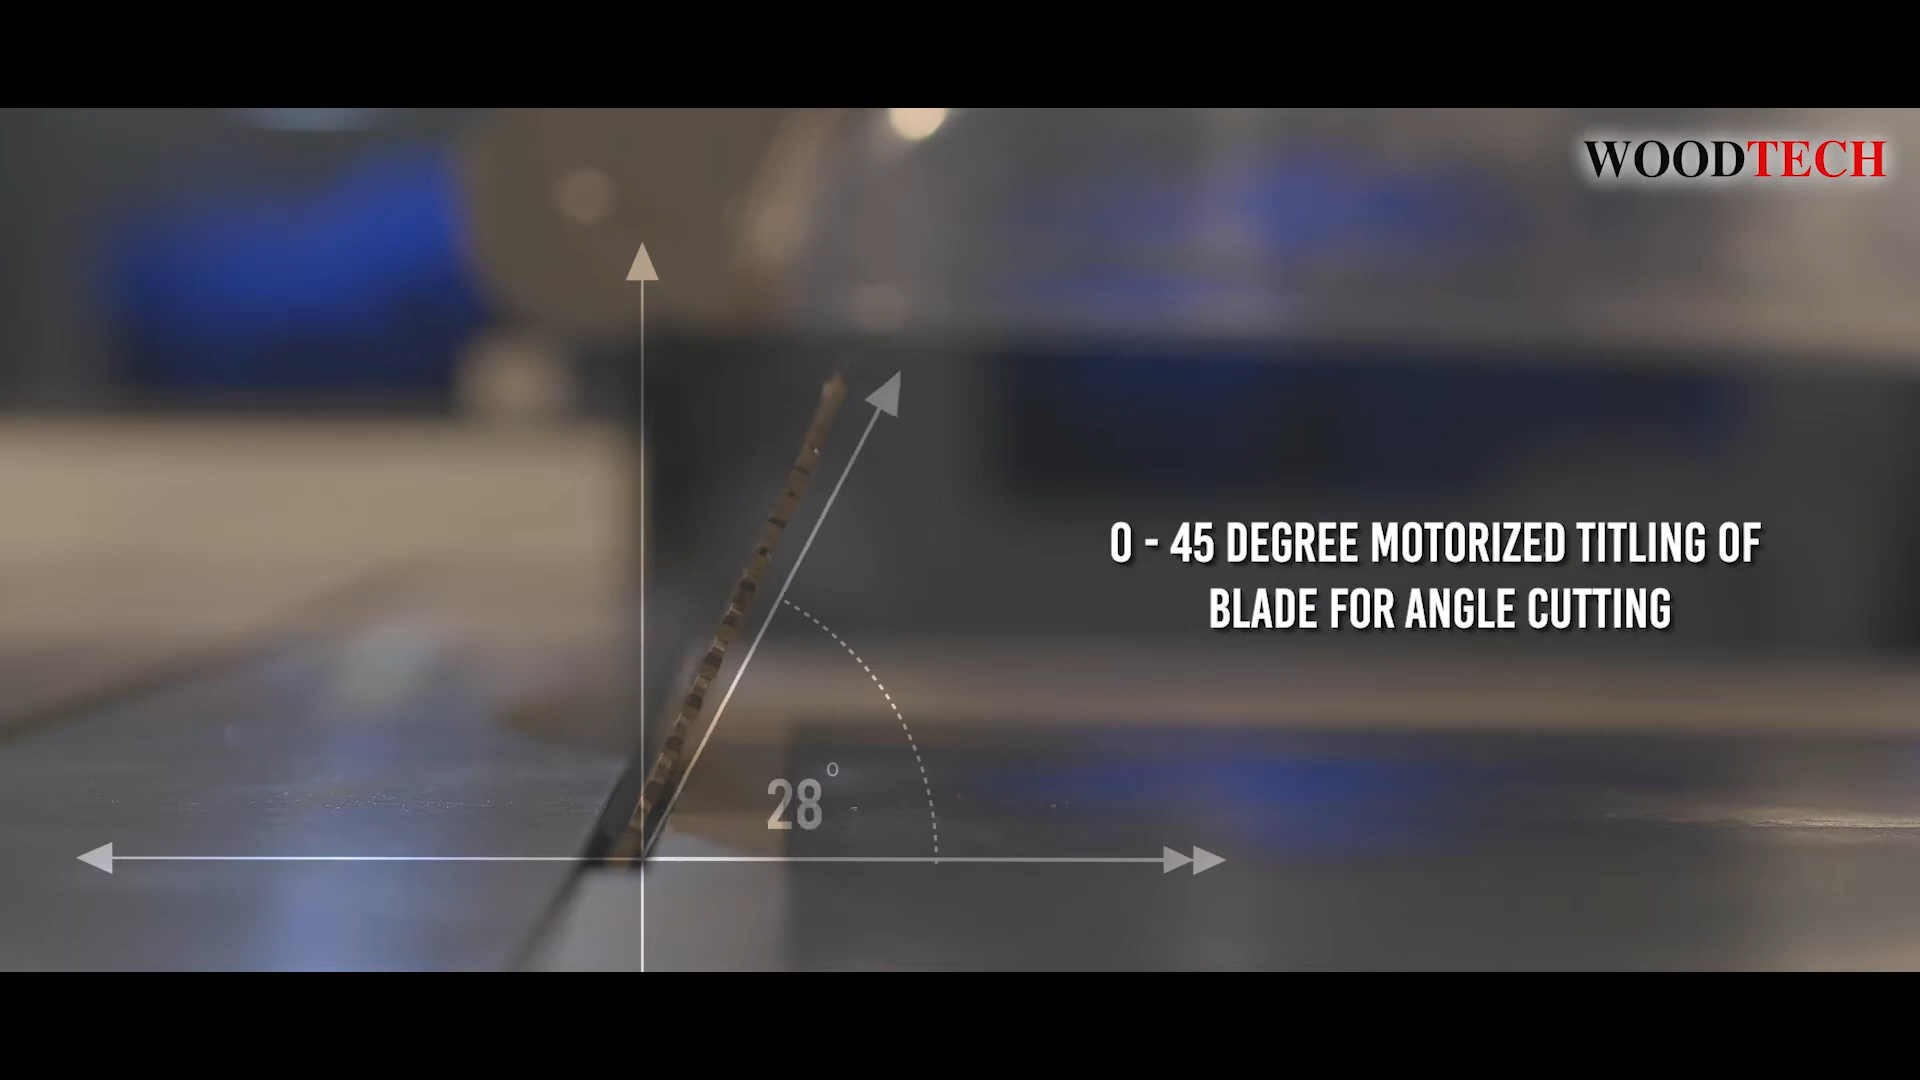 WOODTECH
0 - 45 DEGREE MOTORIZED TITLING OF
BLADE FOR ANGLE CUTTING
28°